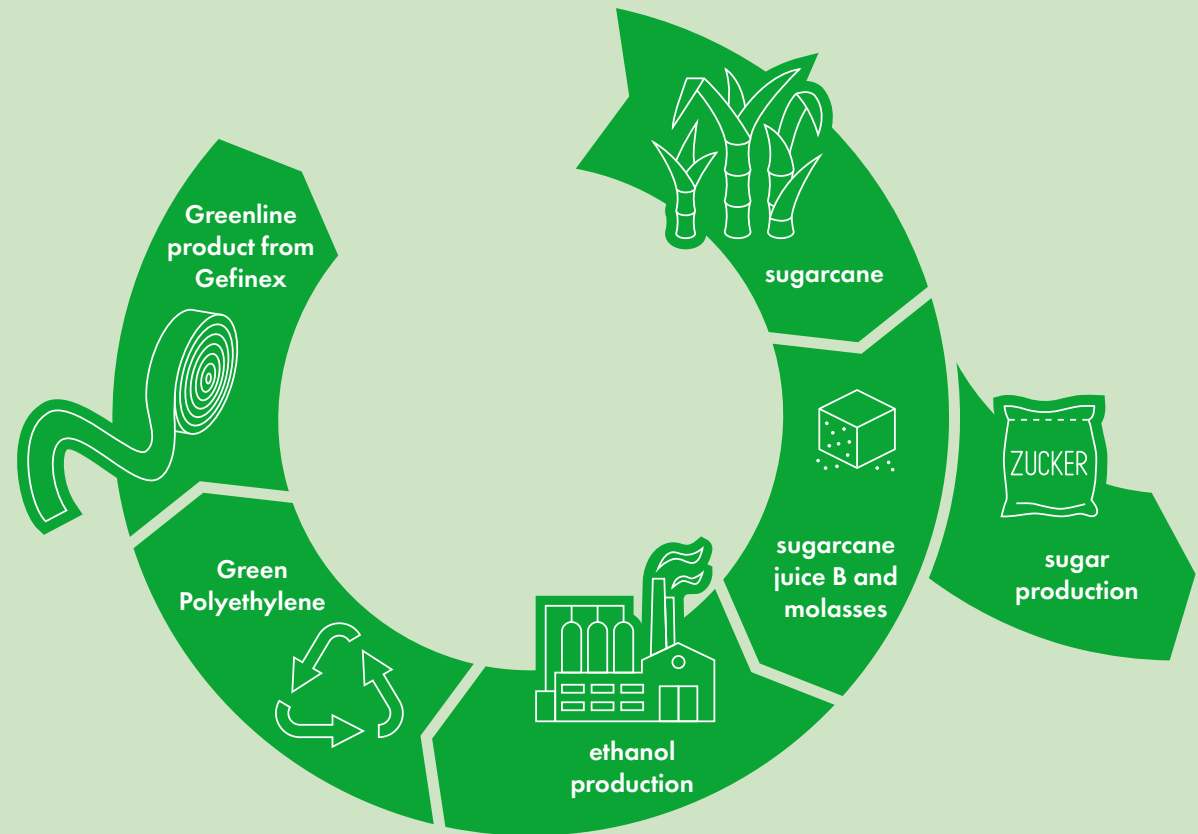 sugarcane
sugarcane
juice B and
molasses
ZUCKER
sugar
production
ethanol
production
Green
Polyethylene
Greenline
product from
Gefinex